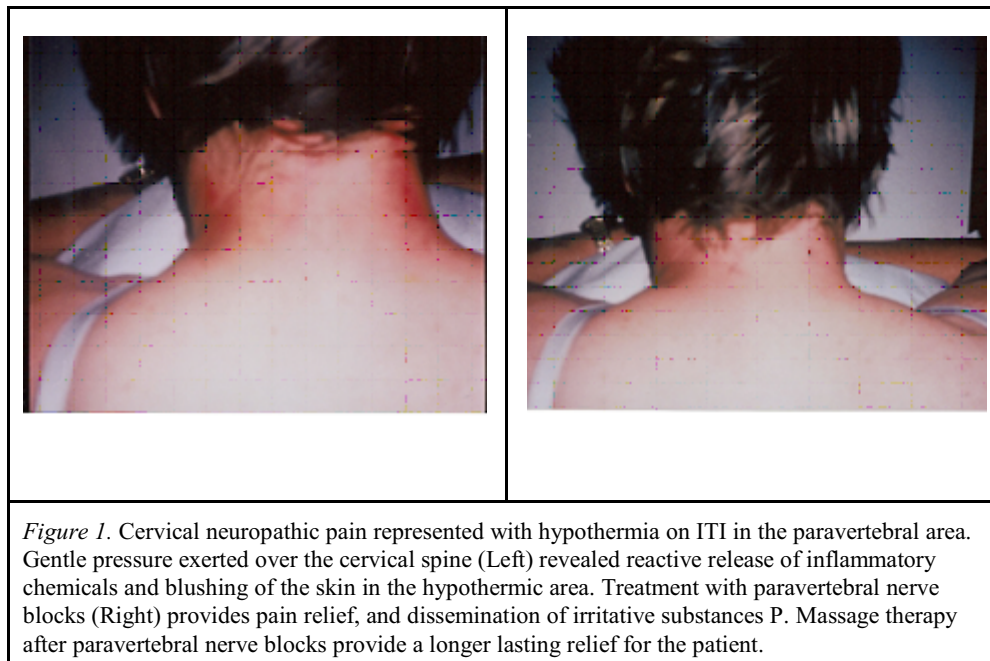 Figure 1. Cervical neuropathic pain represented with hypothermia on ITI in the paravertebral area.
Gentle pressure exerted over the cervical spine (Left) revealed reactive release of inflammatory
chemicals and blushing of the skin in the hypothermic area. Treatment with paravertebral nerve
blocks (Right) provides pain relief, and dissemination of irritative substances P. Massage therapy
after paravertebral nerve blocks provide a longer lasting relief for the patient.